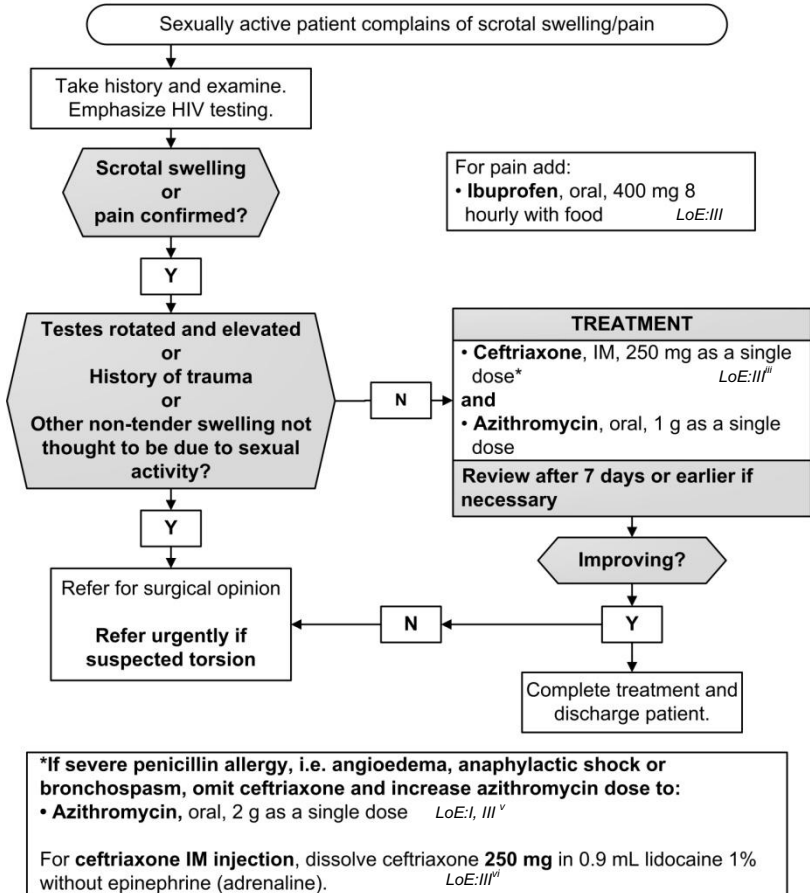 Sexually active patient complains of scrotal swelling/pain
Take history and examine.
Emphasize HIV testing.
Scrotal swelling
or
pain confirmed?
For pain add:
• Ibuprofen, oral, 400 mg 8
hourly with food LoE:III
Y
Testes rotated and elevated
or
History of trauma
or
Other non-tender swelling not
thought to be due to sexual
activity?
N
TREATMENT
• Ceftriaxone, IM, 250 mg as a single
dose* LoE:III^iii
and
• Azithromycin, oral, 1 g as a single
dose
Review after 7 days or earlier if
necessary
Y
Improving?
Refer for surgical opinion
Refer urgently if
suspected torsion
N
Y
Complete treatment and
discharge patient.
*If severe penicillin allergy, i.e. angioedema, anaphylactic shock or
bronchospasm, omit ceftriaxone and increase azithromycin dose to:
• Azithromycin, oral, 2 g as a single dose LoE:I, III^v
For ceftriaxone IM injection, dissolve ceftriaxone 250 mg in 0.9 mL lidocaine 1%
without epinephrine (adrenaline). LoE:III^vi